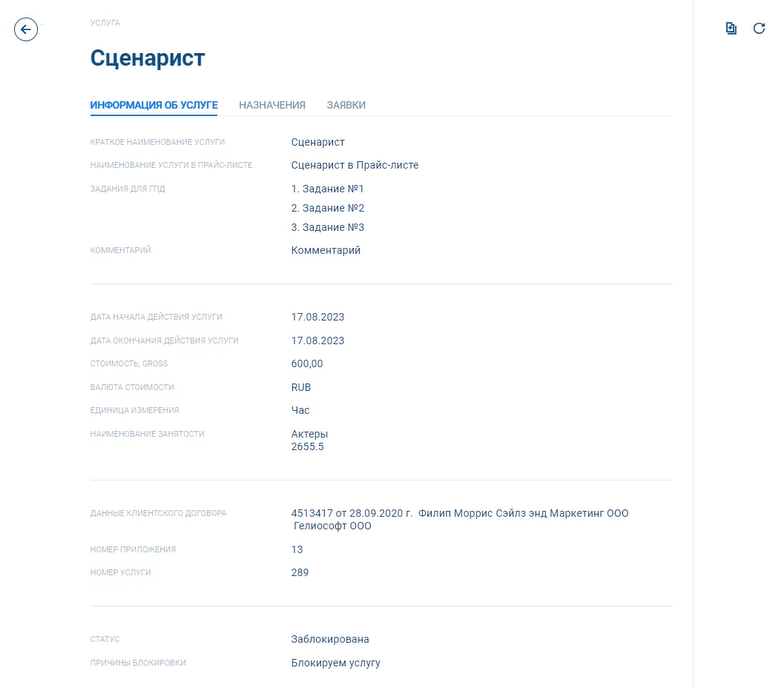 УСЛУГА
Сценарист
ИНФОРМАЦИЯ ОБ УСЛУГЕ НАЗНАЧЕНИЯ ЗАЯВКИ
КРАТКОЕ НАИМЕНОВАНИЕ УСЛУГИ Сценарист
НАИМЕНОВАНИЕ УСЛУГИ В ПРАЙС-ЛИСТЕ Сценарист в Прайс-листе
ЗАДАНИЯ ДЛЯ ГПД 1. Задание №1
2. Задание №2
3. Задание №3
КОММЕНТАРИЙ Комментарий
ДАТА НАЧАЛА ДЕЙСТВИЯ УСЛУГИ 17.08.2023
ДАТА ОКОНЧАНИЯ ДЕЙСТВИЯ УСЛУГИ 17.08.2023
СТОИМОСТЬ, GROSS 600,00
ВАЛЮТА СТОИМОСТИ RUB
ЕДИНИЦА ИЗМЕРЕНИЯ Час
НАИМЕНОВАНИЕ ЗАНЯТОСТИ Актеры
2655.5
ДАННЫЕ КЛИЕНТСКОГО ДОГОВОРА 4513417 от 28.09.2020 г. Филип Моррис Сэйлз энд Маркетинг ООО
Гелиософт ООО
НОМЕР ПРИЛОЖЕНИЯ 13
НОМЕР УСЛУГИ 289
СТАТУС Заблокирована
ПРИЧИНЫ БЛОКИРОВКИ Блокируем услугу